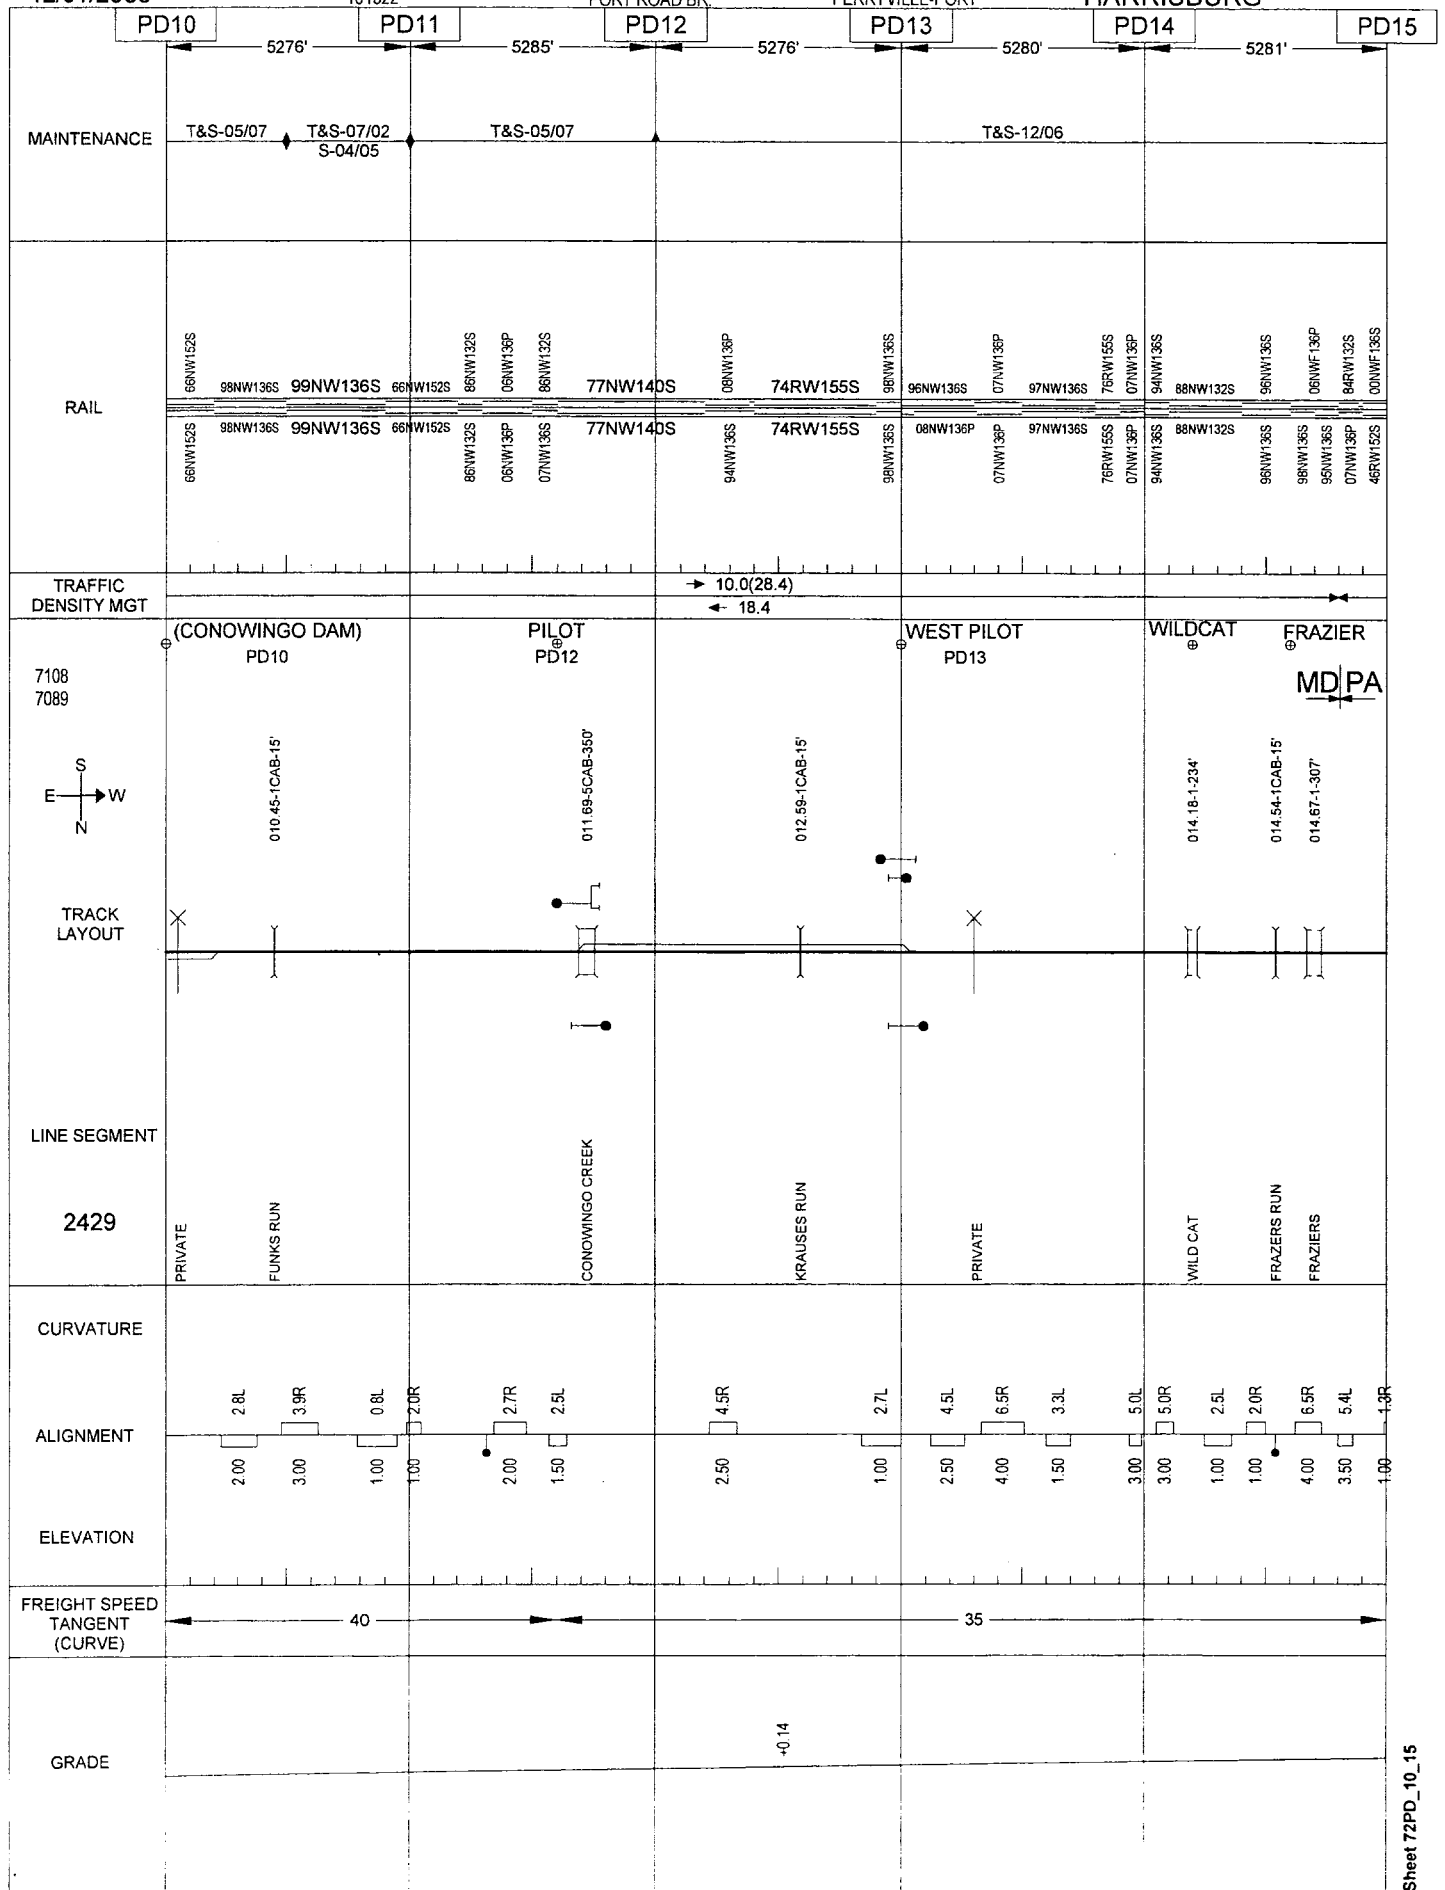 PD10 PD11 PD12 PD13 PD14 PD15
5276' 5285' 5276' 5280' 5281'
MAINTENANCE
T&S-05/07 T&S-07/02 T&S-05/07 T&S-12/06
S-04/05
RAIL
66NW152S 98NW136S 99NW136S 66NW152S 86NW132S 06NW136P 86NW132S 77NW140S 08NW136P 74RW155S 98NW136S 96NW136S 07NW136P 97NW136S 76RW155S 07NW136P 94NW136S 88NW132S 96NW136S 06NWF136P 84RW132S 00NWF136S
66NW152S 98NW136S 99NW136S 66NW152S 86NW132S 06NW136P 07NW136S 77NW140S 94NW136S 74RW155S 98NW136S 08NW136P 07NW136P 97NW136S 76RW155S 07NW136P 94NW136S 88NW132S 96NW136S 98NW136S 95NW136S 07NW136P 46RW152S
TRAFFIC
DENSITY MGT
10.0(28.4)
18.4
(CONOWINGO DAM) PILOT WEST PILOT WILDCAT FRAZIER
PD10 PD12 PD13
7108
7089
MD PA
S
E W
N
010.45-1CAB-15' 011.69-5CAB-350' 012.59-1CAB-15' 014.18-1-234' 014.54-1CAB-15' 014.67-1-307'
TRACK
LAYOUT
LINE SEGMENT
2429
PRIVATE FUNKS RUN CONOWINGO CREEK KRAUSES RUN PRIVATE WILD CAT FRAZERS RUN FRAZIERS
CURVATURE
2.8L 3.9R 0.8L 2.0R 2.7R 2.5L 4.5R 2.7L 4.5L 6.5R 3.3L 5.0L 5.0R 2.5L 2.0R 6.5R 5.4L 1.3R
ALIGNMENT
2.00 3.00 1.00 1.00 2.00 1.50 2.50 1.00 2.50 4.00 1.50 3.00 3.00 1.00 1.00 4.00 3.50 1.00
ELEVATION
FREIGHT SPEED
TANGENT
(CURVE)
40 35
GRADE
+0.14
Sheet 72PD_10_15